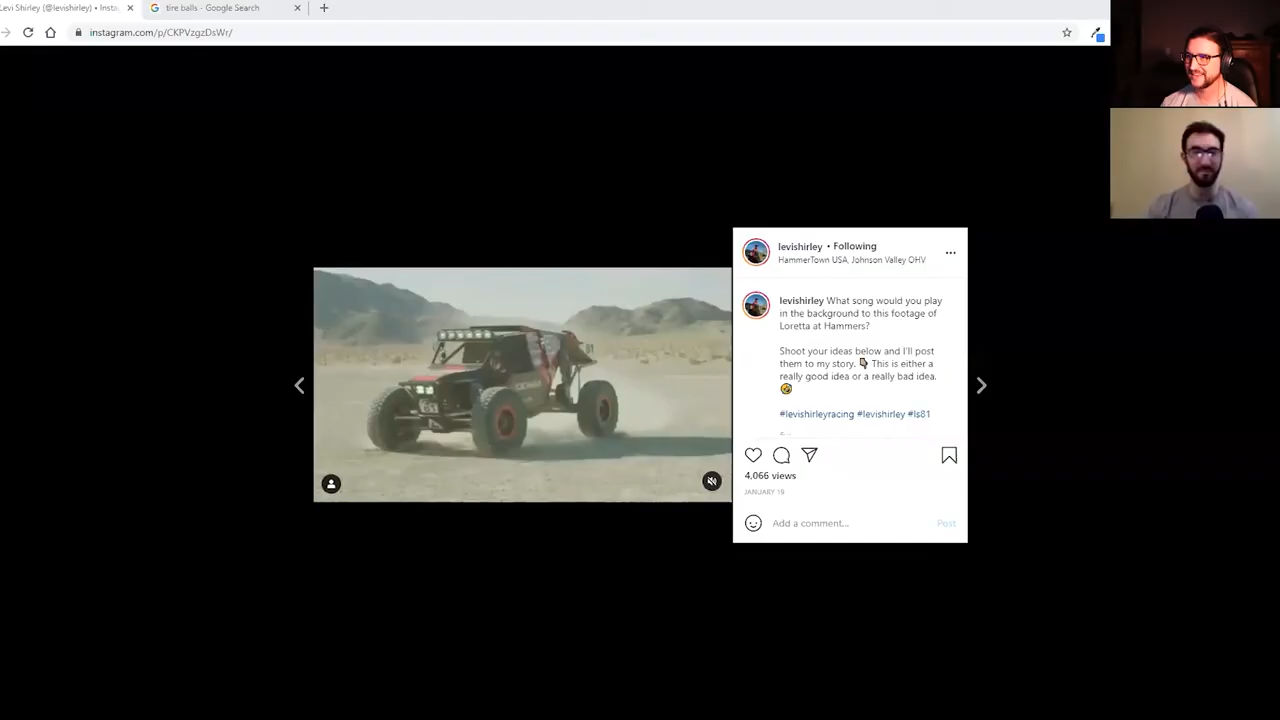 Levi Shirley (@levishirley) • Insta
tire balls - Google Search
instagram.com/p/CKPVzgzDsWr/
levishirley • Following
HammerTown USA, Johnson Valley OHV
levishirley What song would you play
in the background to this footage of
Loretta at Hammers?
Shoot your ideas below and I'll post
them to my story. 👇🏽 This is either a
really good idea or a really bad idea.
🤣
#levishirleyracing #levishirley #ls81
4,066 views
JANUARY 19
Add a comment...
Post